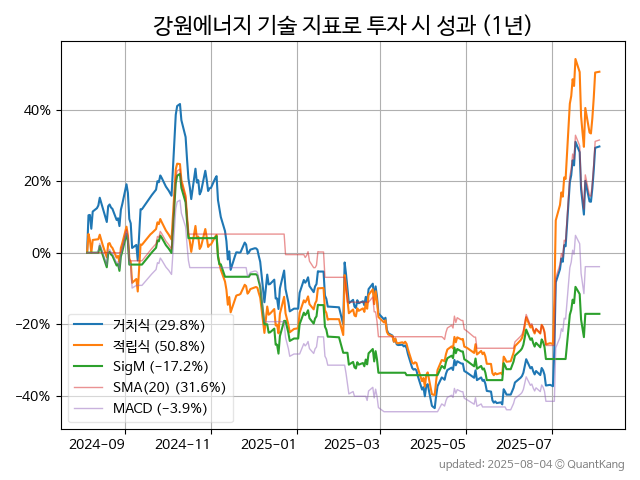 강원에너지 기술 지표로 투자 시 성과 (1년)
40%
20%
0%
−20%
−40%
거치식 (29.8%)
적립식 (50.8%)
SigM (−17.2%)
SMA(20) (31.6%)
MACD (−3.9%)
2024−09
2024−11
2025−01
2025−03
2025−05
2025−07
updated: 2025−08−04 © QuantKang